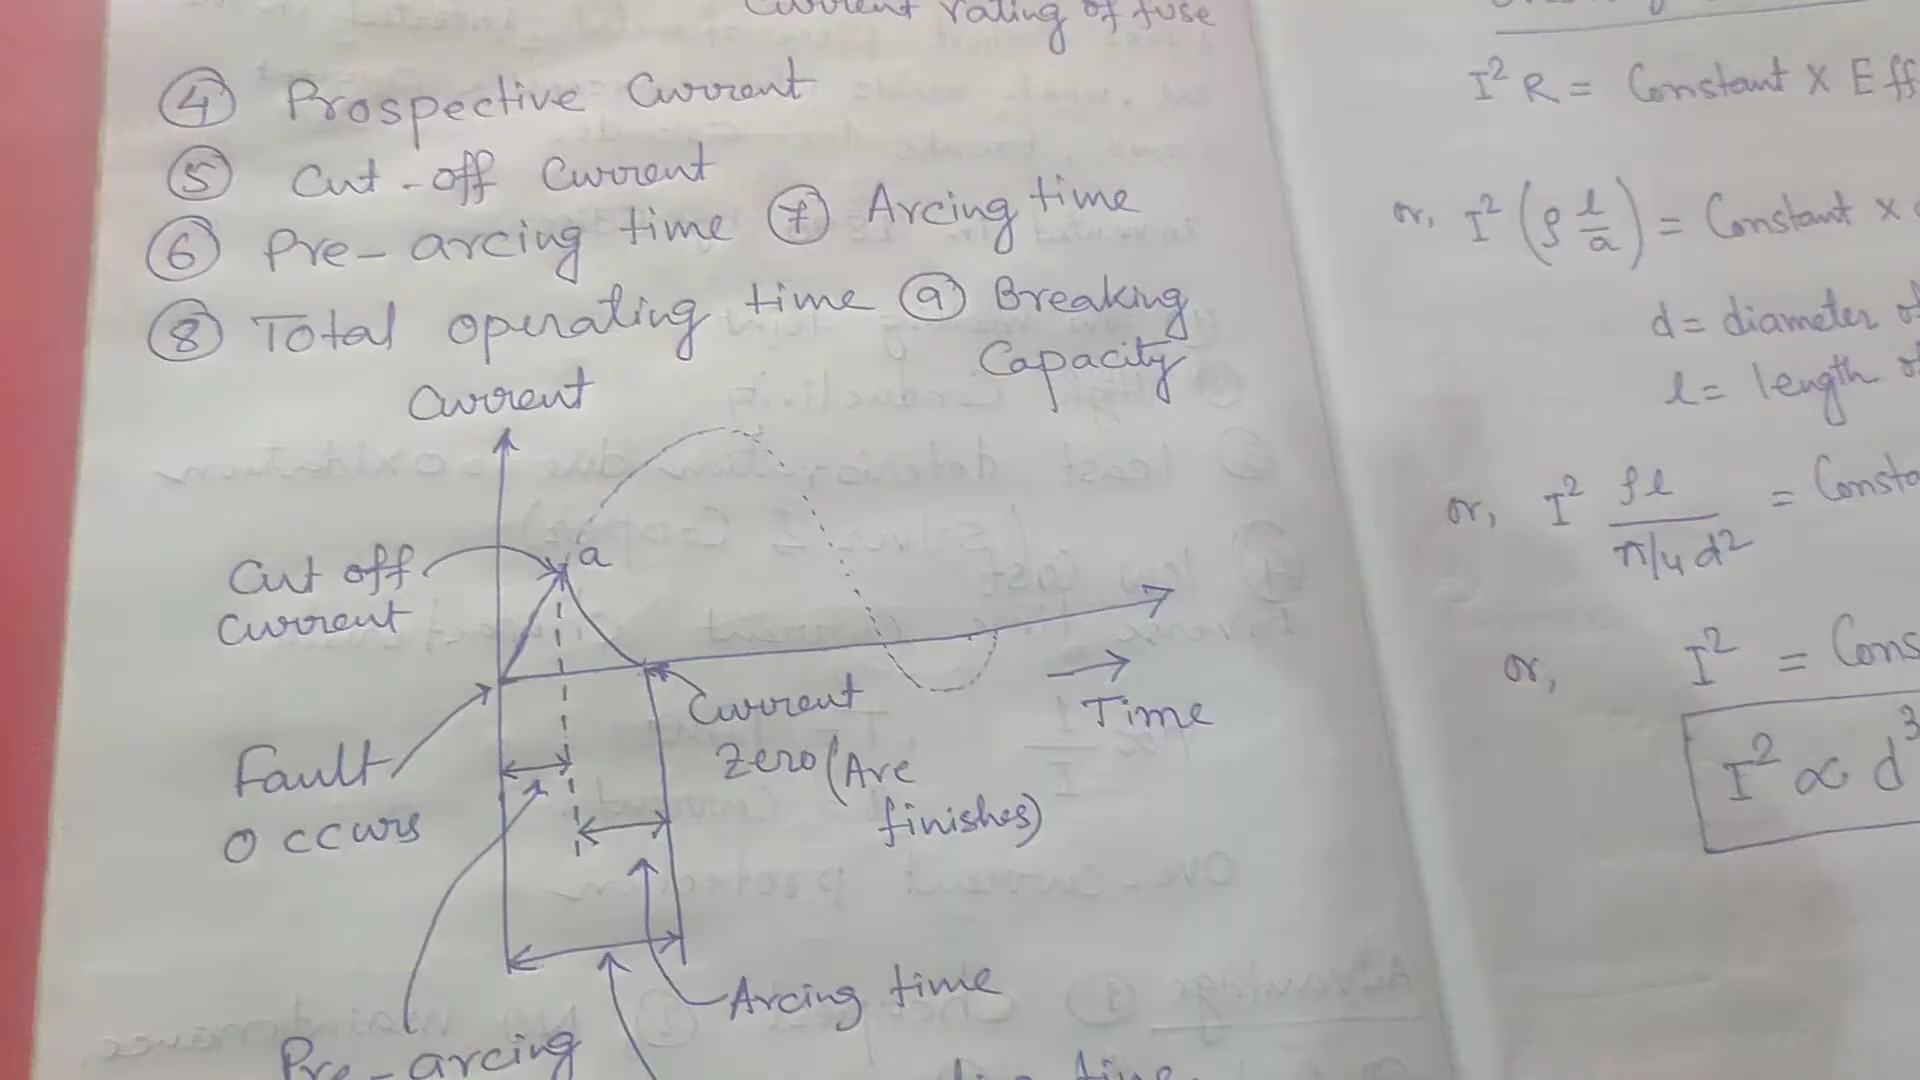 Current rating of fuse
④ Prospective Current
⑤ Cut-off Current
⑥ Pre-arcing time ⑦ Arcing time
⑧ Total operating time ⑨ Breaking
Capacity
Current
a
Cut off
current
Fault
occurs
Current
zero (Arc
finishes)
Time
Arcing time
Pre-arcing
time
I² R = Constant X Eff
or, I² (ρ l/a) = Constant x
d = diameter of
l = length of
or, I² ρl / π/4 d² = Consta
or, I² = Cons
I² ∝ d³